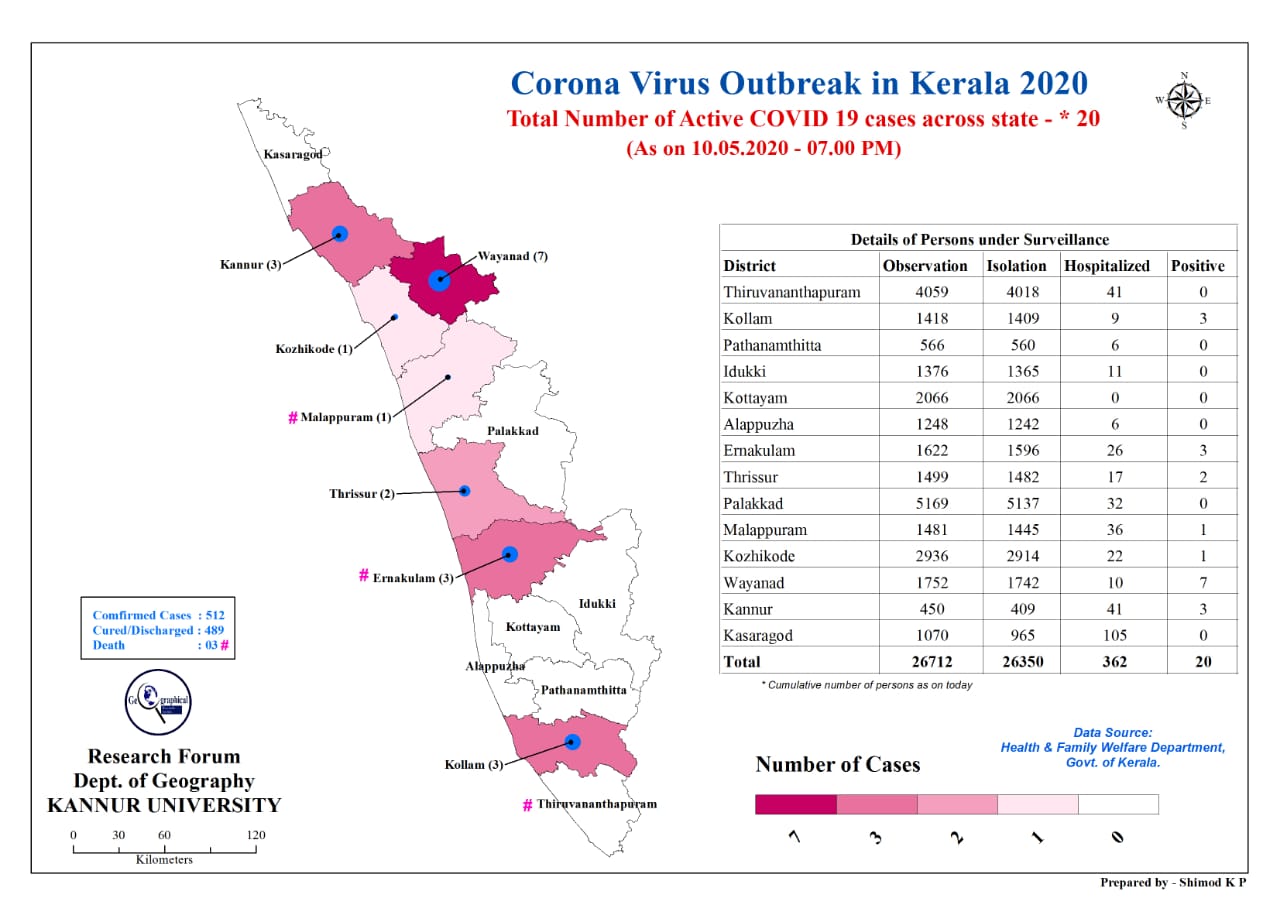 Corona Virus Outbreak in Kerala 2020
Total Number of Active COVID 19 cases across state - * 20
(As on 10.05.2020 - 07.00 PM)
N
W E
S
Kasaragod
Kannur (3)
Wayanad (7)
Kozhikode (1)
# Malappuram (1)
Palakkad
Thrissur (2)
# Ernakulam (3)
Idukki
Kottayam
Alappuzha
Pathanamthitta
Kollam (3)
# Thiruvananthapuram
Details of Persons under Surveillance
District Observation Isolation Hospitalized Positive
Thiruvananthapuram 4059 4018 41 0
Kollam 1418 1409 9 3
Pathanamthitta 566 560 6 0
Idukki 1376 1365 11 0
Kottayam 2066 2066 0 0
Alappuzha 1248 1242 6 0
Ernakulam 1622 1596 26 3
Thrissur 1499 1482 17 2
Palakkad 5169 5137 32 0
Malappuram 1481 1445 36 1
Kozhikode 2936 2914 22 1
Wayanad 1752 1742 10 7
Kannur 450 409 41 3
Kasaragod 1070 965 105 0
Total 26712 26350 362 20
* Cumulative number of persons as on today
Comfirmed Cases : 512
Cured/Discharged : 489
Death : 03 #
Ge graphical
Research Forum
Dept. of Geography
KANNUR UNIVERSITY
0 30 60 120
Kilometers
Data Source:
Health & Family Welfare Department,
Govt. of Kerala.
Number of Cases
7 3 2 1 0
Prepared by - Shimod K P